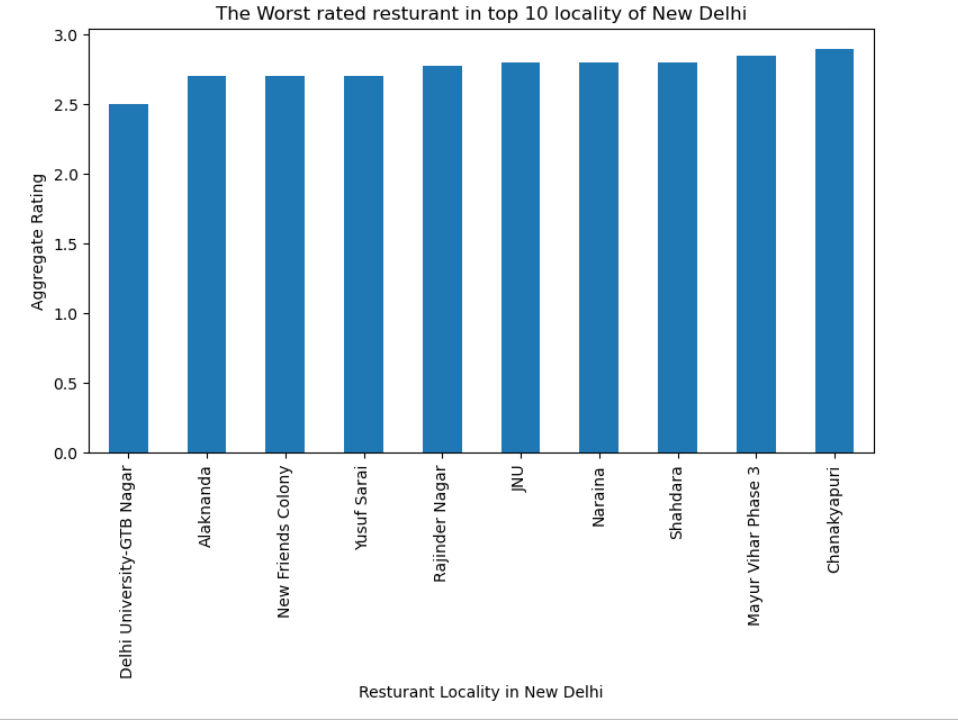 The Worst rated resturant in top 10 locality of New Delhi
Aggregate Rating
3.0
2.5
2.0
1.5
1.0
0.5
0.0
Delhi University-GTB Nagar
Alaknanda
New Friends Colony
Yusuf Sarai
Rajinder Nagar
JNU
Naraina
Shahdara
Mayur Vihar Phase 3
Chanakyapuri
Resturant Locality in New Delhi